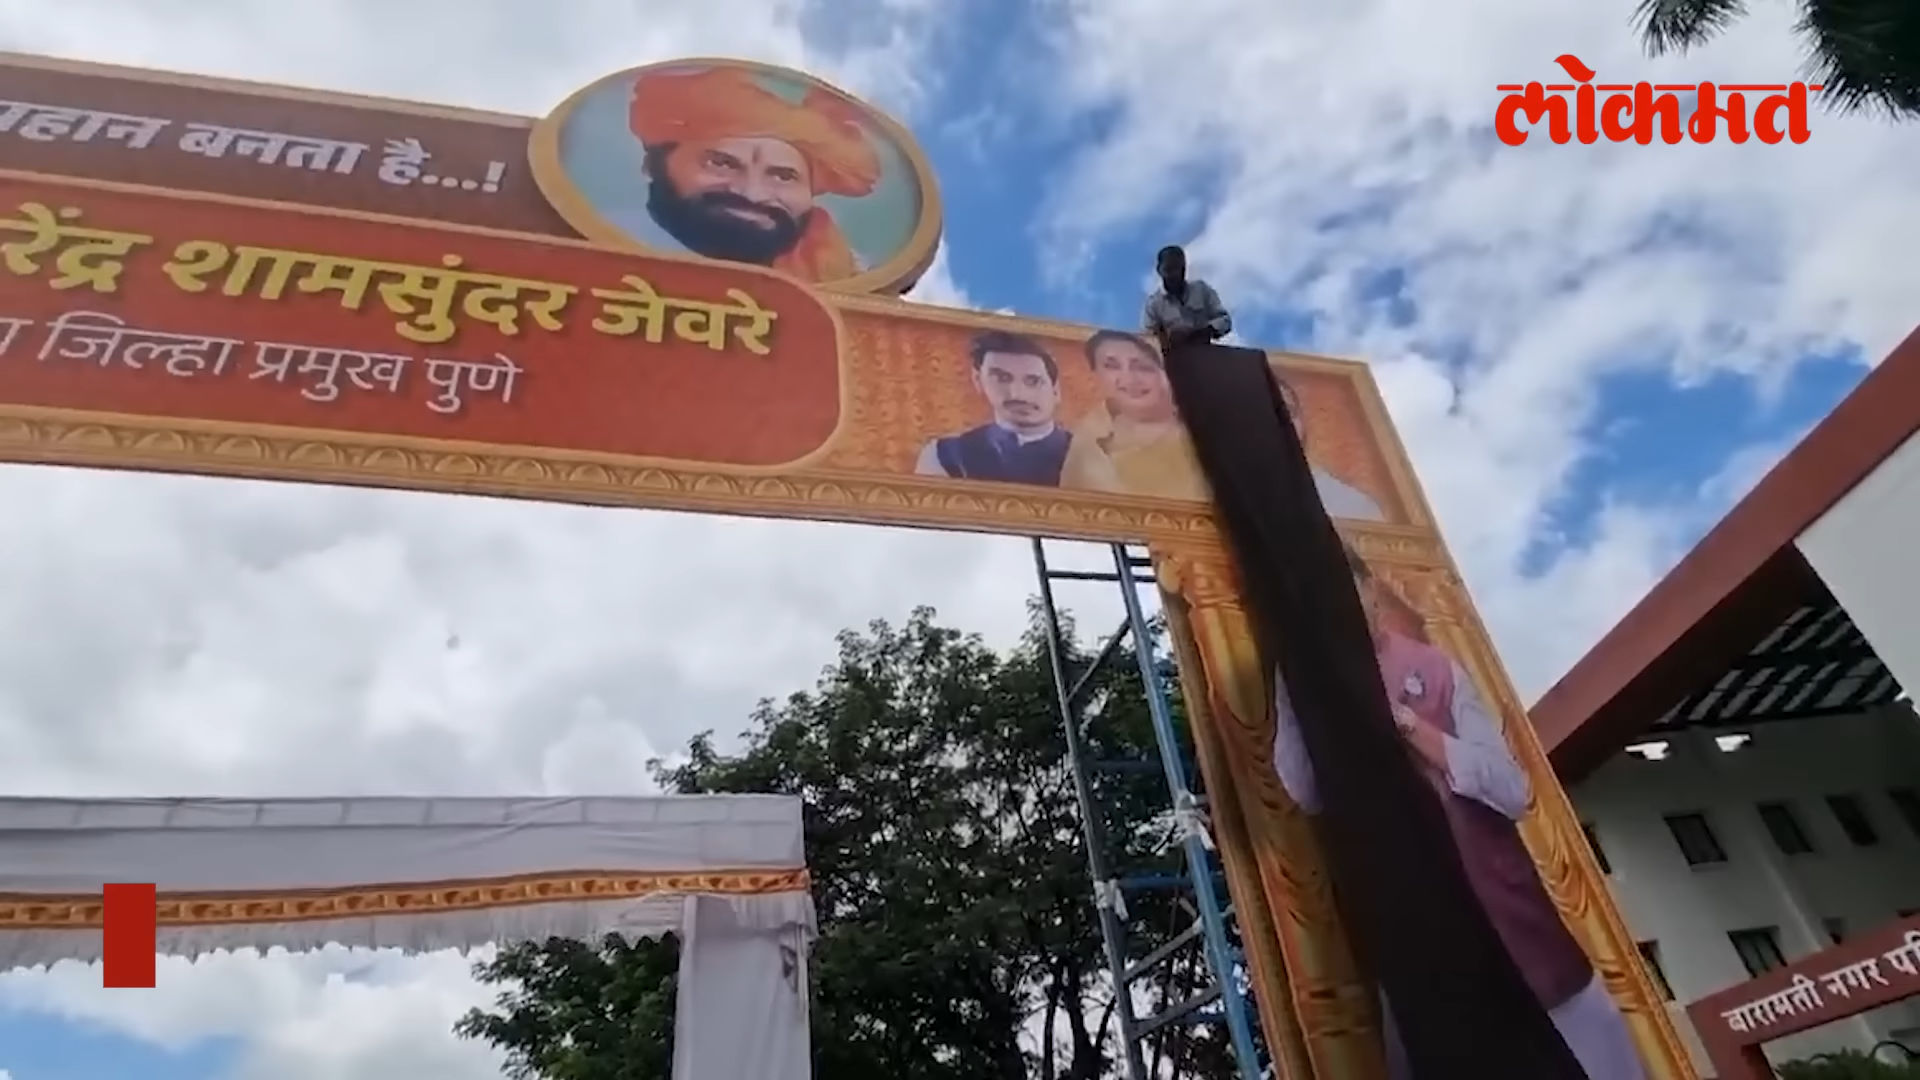 लोकमत
महान बनता है...!
रेंद्र शामसुंदर जेवरे
जिल्हा प्रमुख पुणे
बारामती नगर